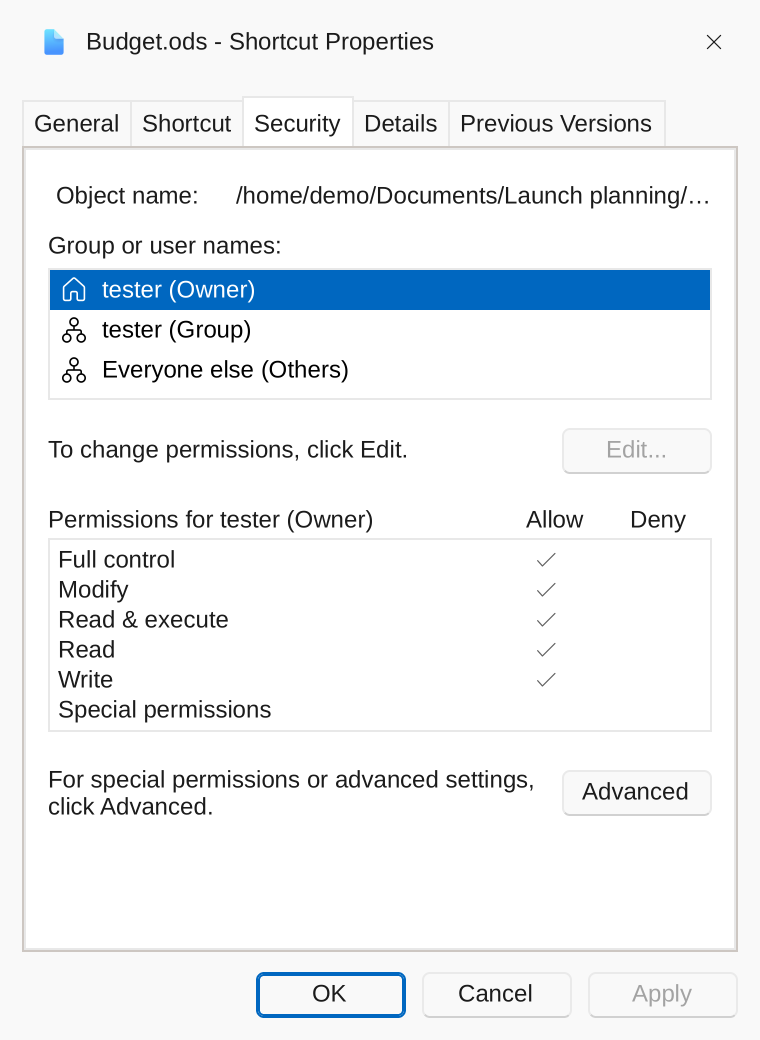 Budget.ods - Shortcut Properties
General Shortcut Security Details Previous Versions
Object name: /home/demo/Documents/Launch planning/…
Group or user names:
tester (Owner)
tester (Group)
Everyone else (Others)
To change permissions, click Edit. Edit...
Permissions for tester (Owner) Allow Deny
Full control
Modify
Read & execute
Read
Write
Special permissions
For special permissions or advanced settings,
click Advanced. Advanced
OK Cancel Apply